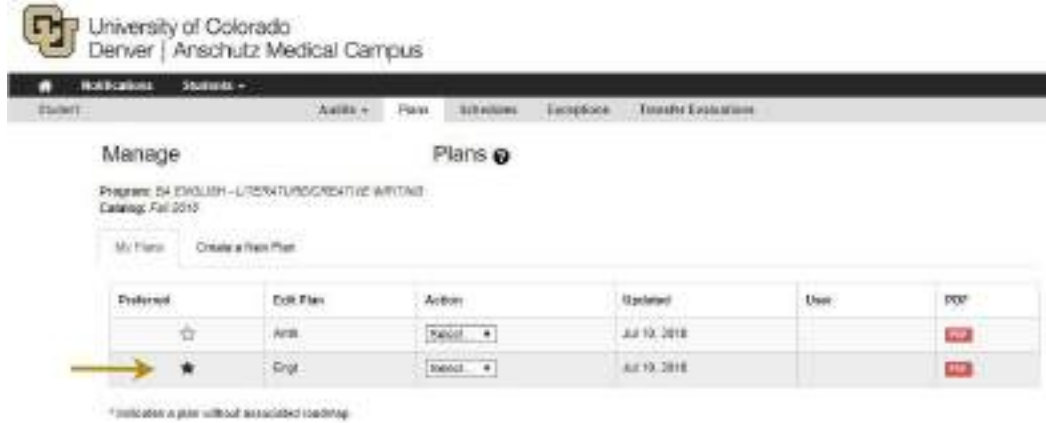 University of Colorado
Denver | Anschutz Medical Campus
Notifications Students
Student Audits Plans Schedules Exceptions Transfer Evaluations
Manage Plans ?
Program: BA ENGLISH - LITERATURE/CREATIVE WRITING
Catalog: Fall 2018
My Plans Create a New Plan
Preferred Edit Plan Action Updated User PDF
Select Jul 19, 2018 PDF
Engl Select Jul 19, 2018 PDF
* Indicates a plan without associated roadmap